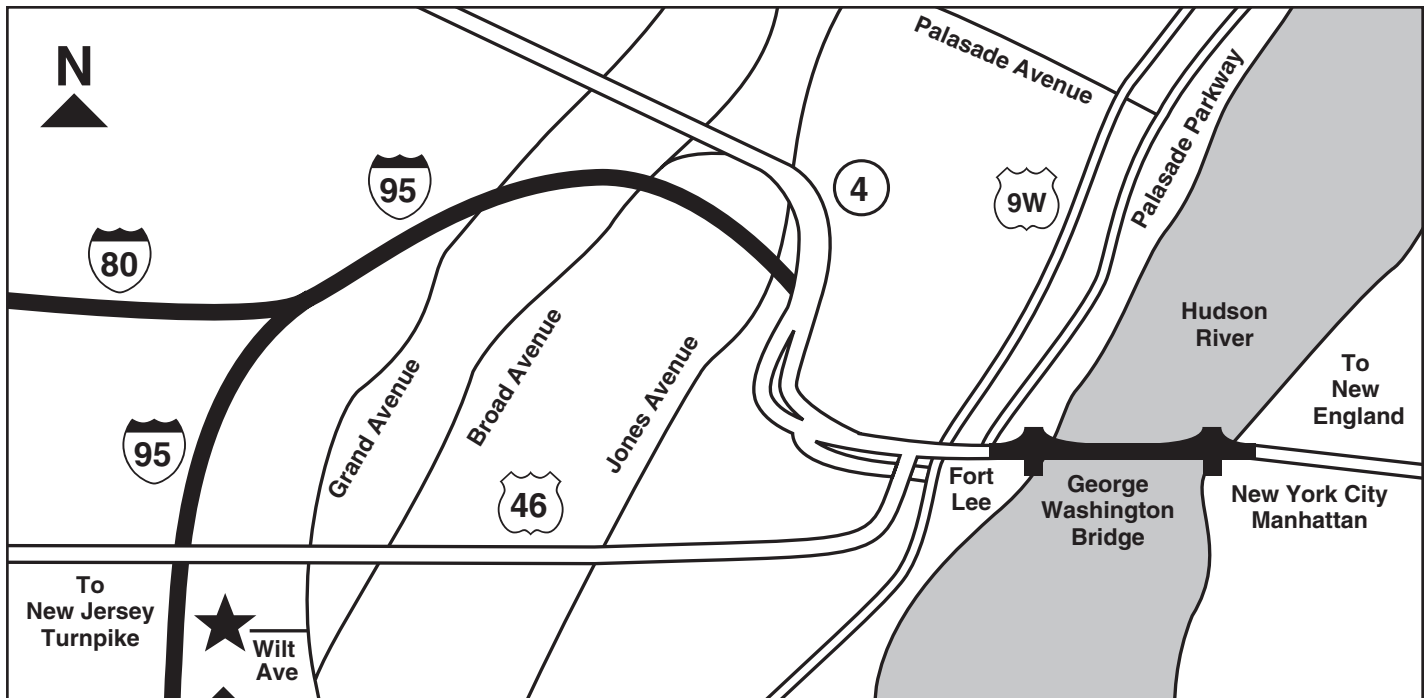 N
Palasade Avenue
95
4
9W
Palasade Parkway
80
Hudson
River
To
New
England
Grand Avenue
Broad Avenue
Jones Avenue
95
46
Fort
Lee
George
Washington
Bridge
New York City
Manhattan
To
New Jersey
Turnpike
Wilt
Ave